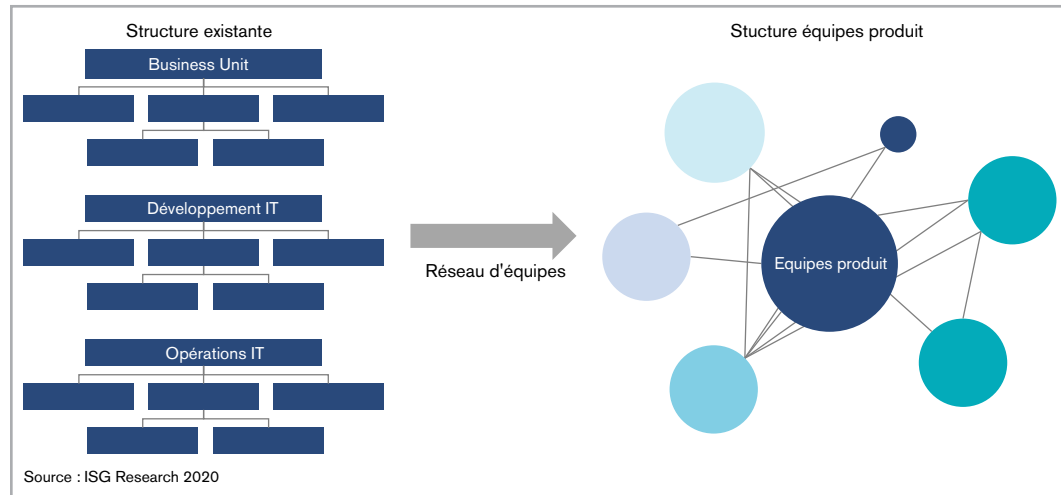 Structure existante
Business Unit
Développement IT
Opérations IT
Réseau d'équipes
Stucture équipes produit
Equipes produit
Source : ISG Research 2020